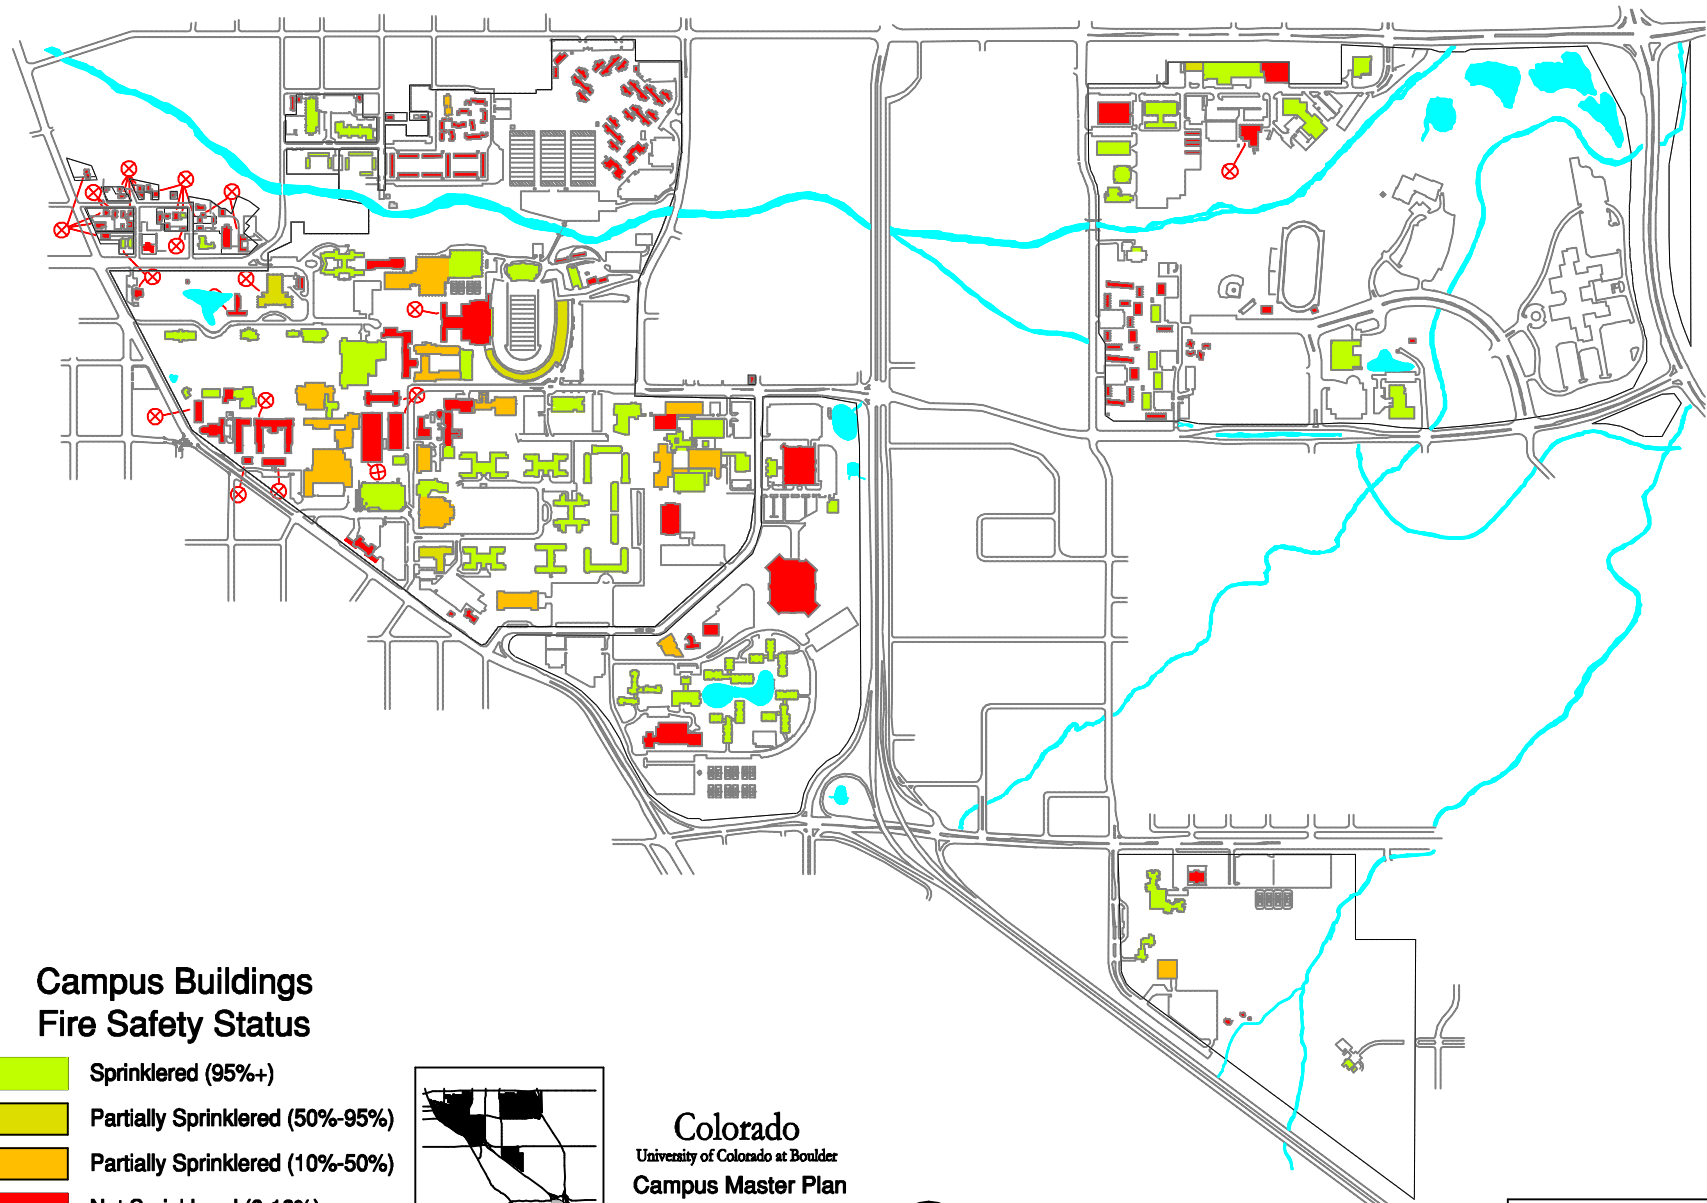 Campus Buildings
Fire Safety Status
Sprinklered (95%+)
Partially Sprinklered (50%-95%)
Partially Sprinklered (10%-50%)
Colorado
University of Colorado at Boulder
Campus Master Plan